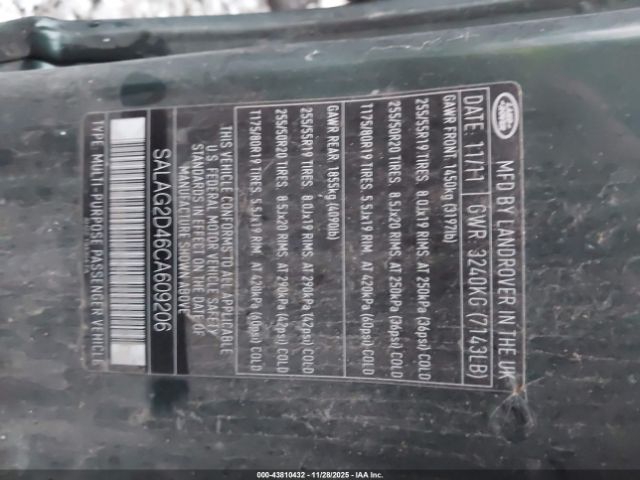 LAND ROVER
MFD BY LANDROVER IN THE UK
DATE: 11/11 GWR: 3240KG (7143LB)
GAWR FRONT: 1450kg (3197lb)
255/55R19 TIRES. 8.0Jx19 RIMS. AT 250kPa (36psi) COLD
255/50R20 TIRES. 8.5Jx20 RIMS. AT 250kPa (36psi) COLD
T175/80R19 TIRES 5.5Jx19 RIM. AT 420kPa (60psi) COLD
GAWR REAR 1855kg (4090lb)
255/55R19 TIRES. 8.0Jx19 RIMS. AT 290kPa (42psi) COLD
255/50R20 TIRES. 8.5Jx20 RIMS. AT 290kPa (42psi) COLD
T175/80R19 TIRES 5.5Jx19 RIM. AT 420kPa (60psi) COLD
THIS VEHICLE CONFORMS TO ALL APPLICABLE
U.S. FEDERAL MOTOR VEHICLE SAFETY
STANDARDS IN EFFECT ON THE DATE OF
MANUFACTURE SHOWN ABOVE
SALAG2D46CA609206
TYPE: MULTI-PURPOSE PASSENGER VEHICLE
000-43810432 - 11/28/2025 - IAA Inc.